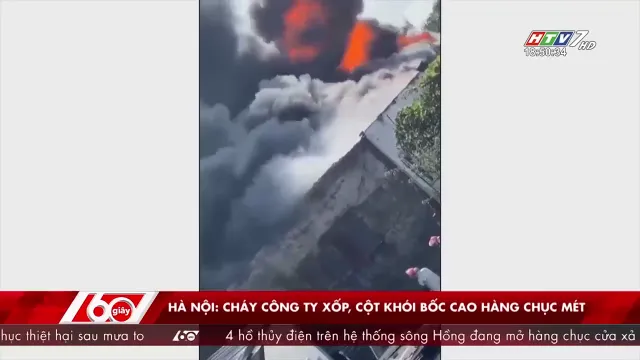 HTV7 HD
18:50:34
60 giây
HÀ NỘI: CHÁY CÔNG TY XỐP, CỘT KHÓI BỐC CAO HÀNG CHỤC MÉT
hục thiệt hại sau mưa to 60 4 hồ thủy điện trên hệ thống sông Hồng đang mở hàng chục cửa xả